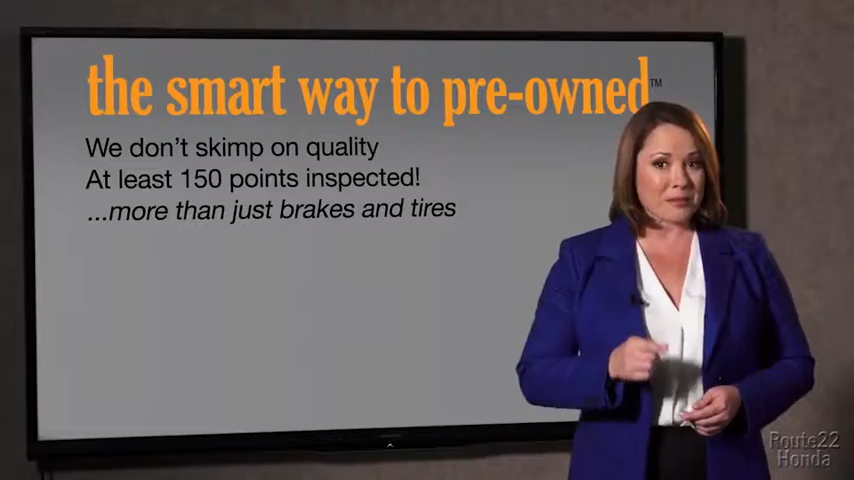 the smart way to pre-owned™
We don't skimp on quality
At least 150 points inspected!
...more than just brakes and tires
Route22
Honda